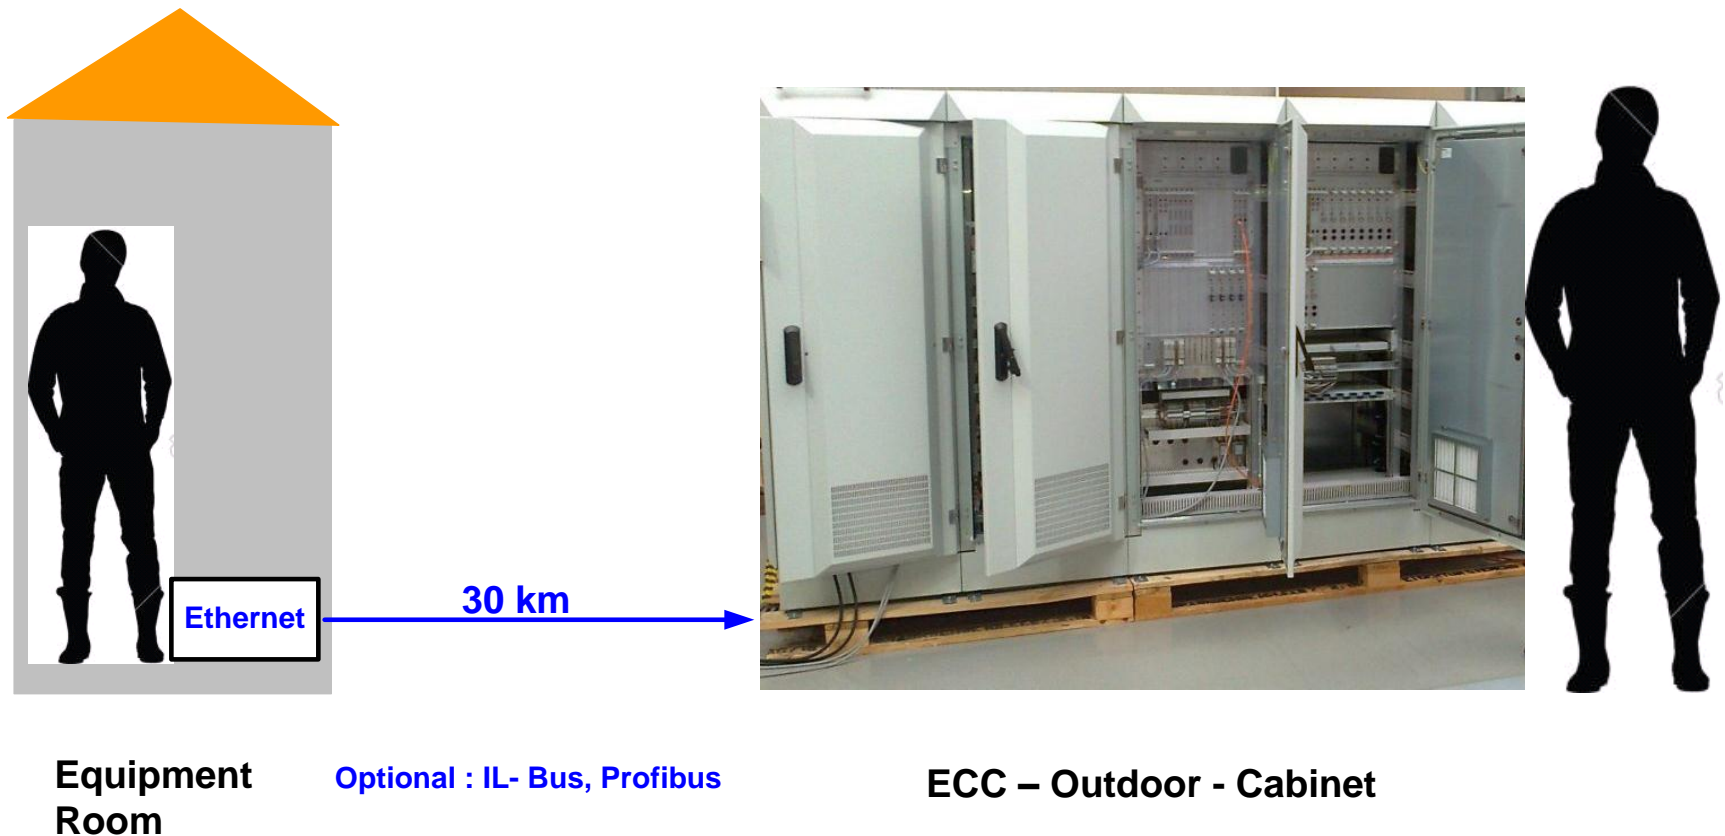 Ethernet
30 km
Equipment
Room
Optional : IL- Bus, Profibus
ECC – Outdoor - Cabinet